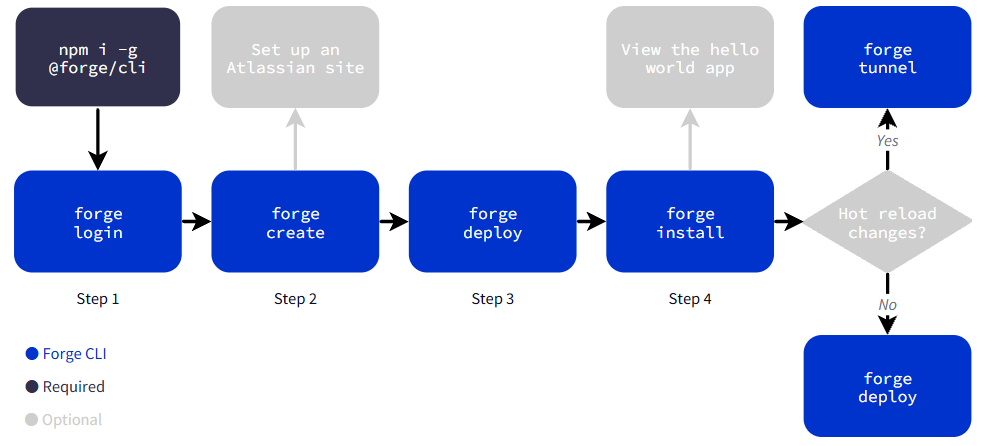 npm i -g
@forge/cli
Set up an
Atlassian site
View the hello
world app
forge
tunnel
Yes
forge
login
forge
create
forge
deploy
forge
install
Hot reload
changes?
Step 1
Step 2
Step 3
Step 4
No
Forge CLI
Required
Optional
forge
deploy